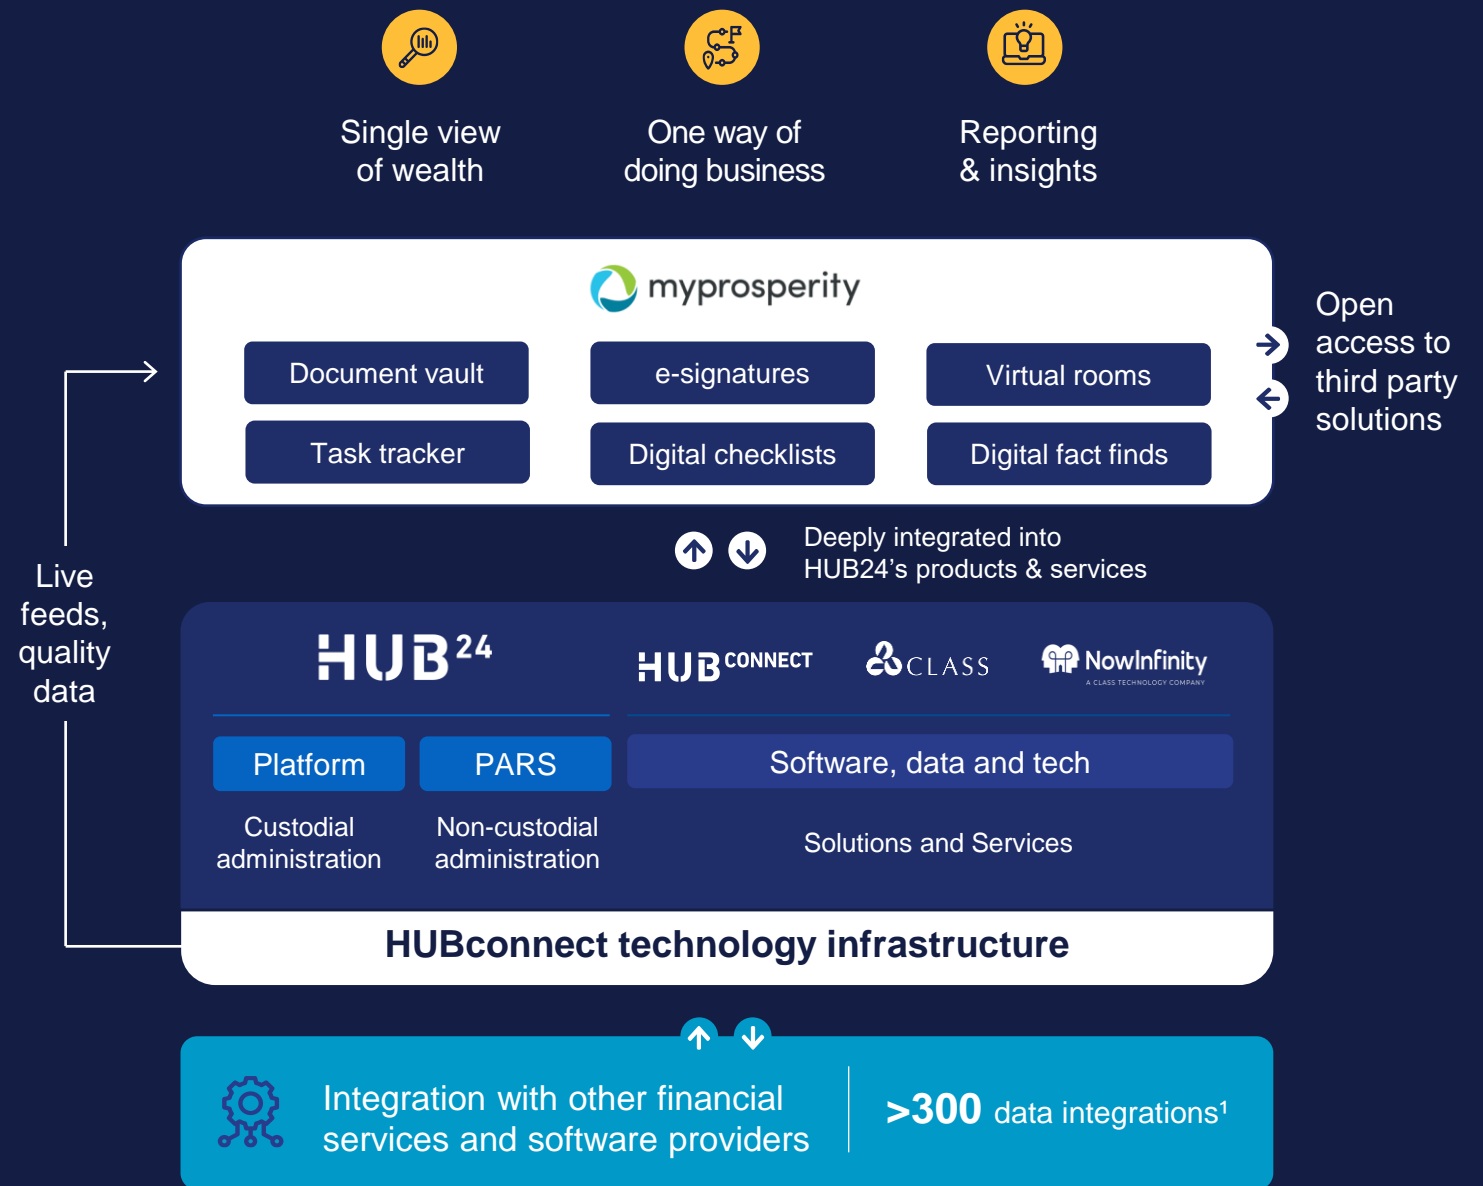 Single view
of wealth
One way of
doing business
Reporting
& insights
myprosperity
Document vault
e-signatures
Virtual rooms
Task tracker
Digital checklists
Digital fact finds
Open
access to
third party
solutions
Deeply integrated into
HUB24’s products & services
Live
feeds,
quality
data
HUB24
HUBCONNECT
CLASS
NowInfinity
A CLASS TECHNOLOGY COMPANY
Platform
PARS
Software, data and tech
Custodial
administration
Non-custodial
administration
Solutions and Services
HUBconnect technology infrastructure
Integration with other financial
services and software providers
>300 data integrations¹